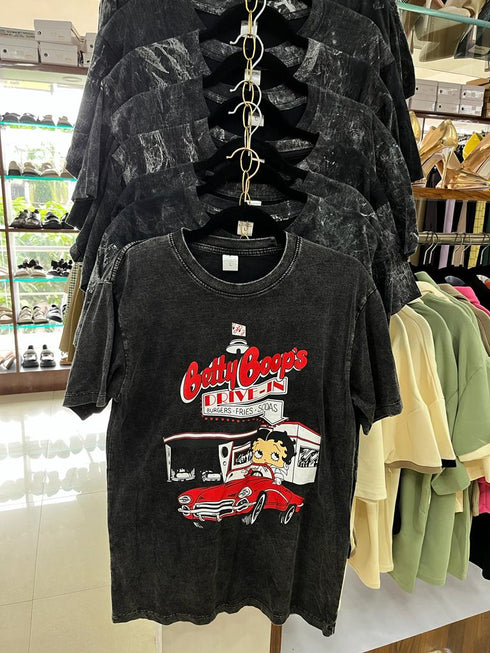 Betty Boop's
DRIVE-IN
BURGERS - FRIES - SODAS